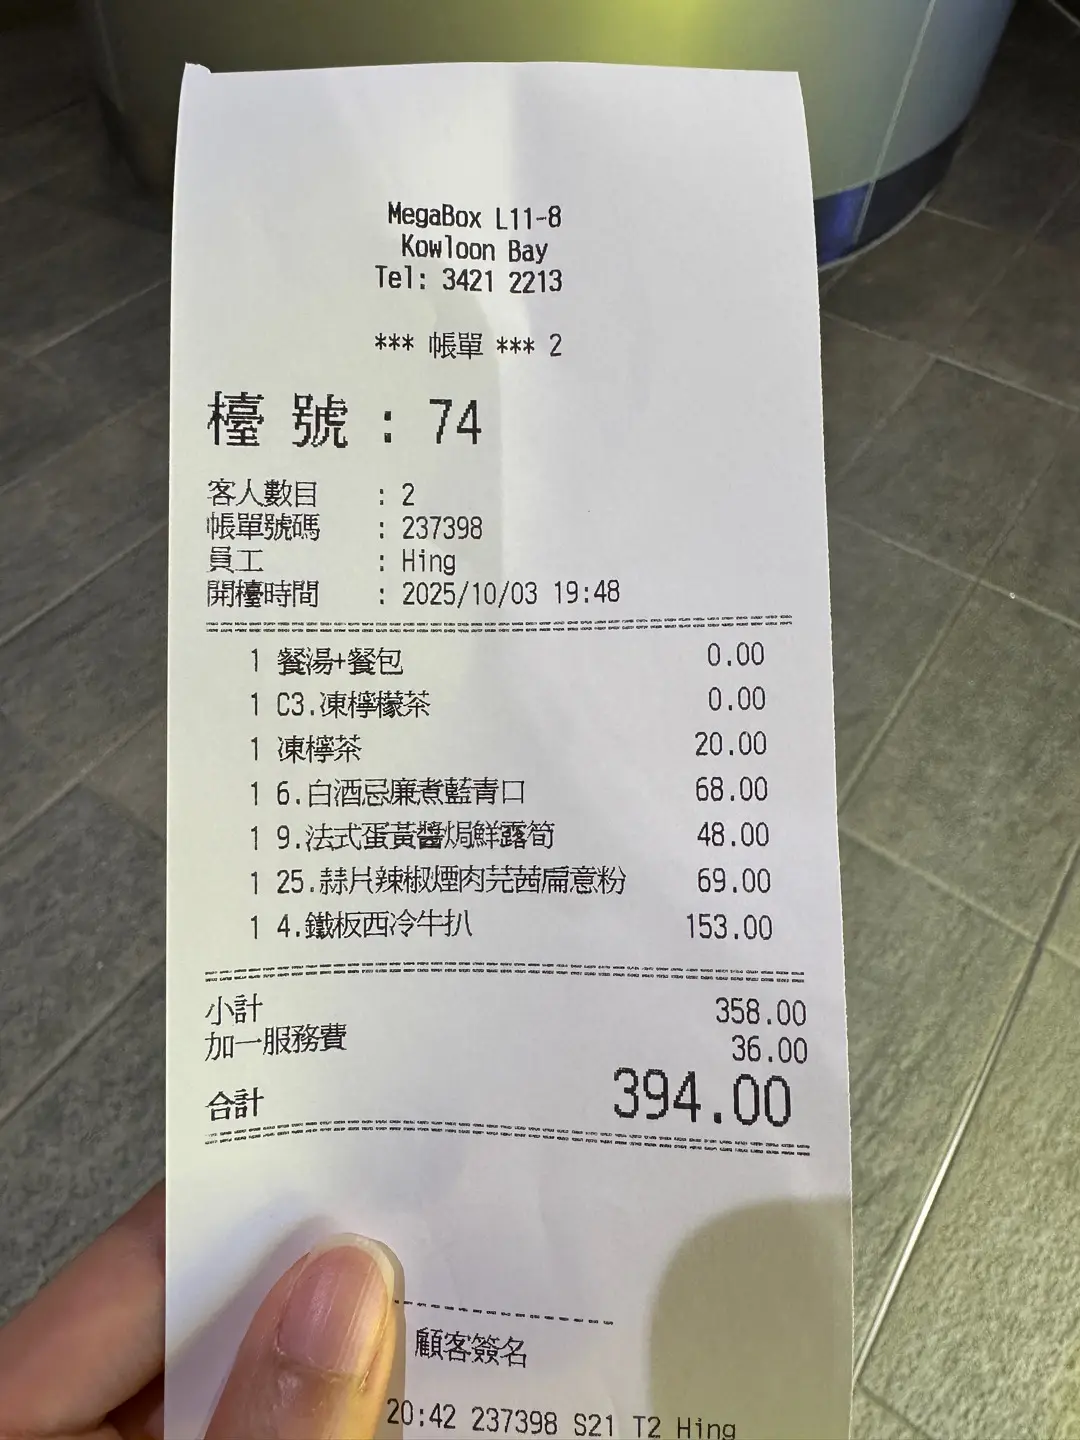 MegaBox L11-8
Kowloon Bay
Tel: 3421 2213
*** 帳單 *** 2
檯 號 : 74
客人數目 : 2
帳單號碼 : 237398
員工 : Hing
開檯時間 : 2025/10/03 19:48
1 餐湯+餐包 0.00
1 C3.凍檸檬茶 0.00
1 凍檸茶 20.00
1 6.白酒忌廉煮藍青口 68.00
1 9.法式蛋黃醬焗鮮露筍 48.00
1 25.蒜片辣椒煙肉芫茜扁意粉 69.00
1 4.鐵板西冷牛扒 153.00
小計 358.00
加一服務費 36.00
合計 394.00
顧客簽名
20:42 237398 S21 T2 Hing